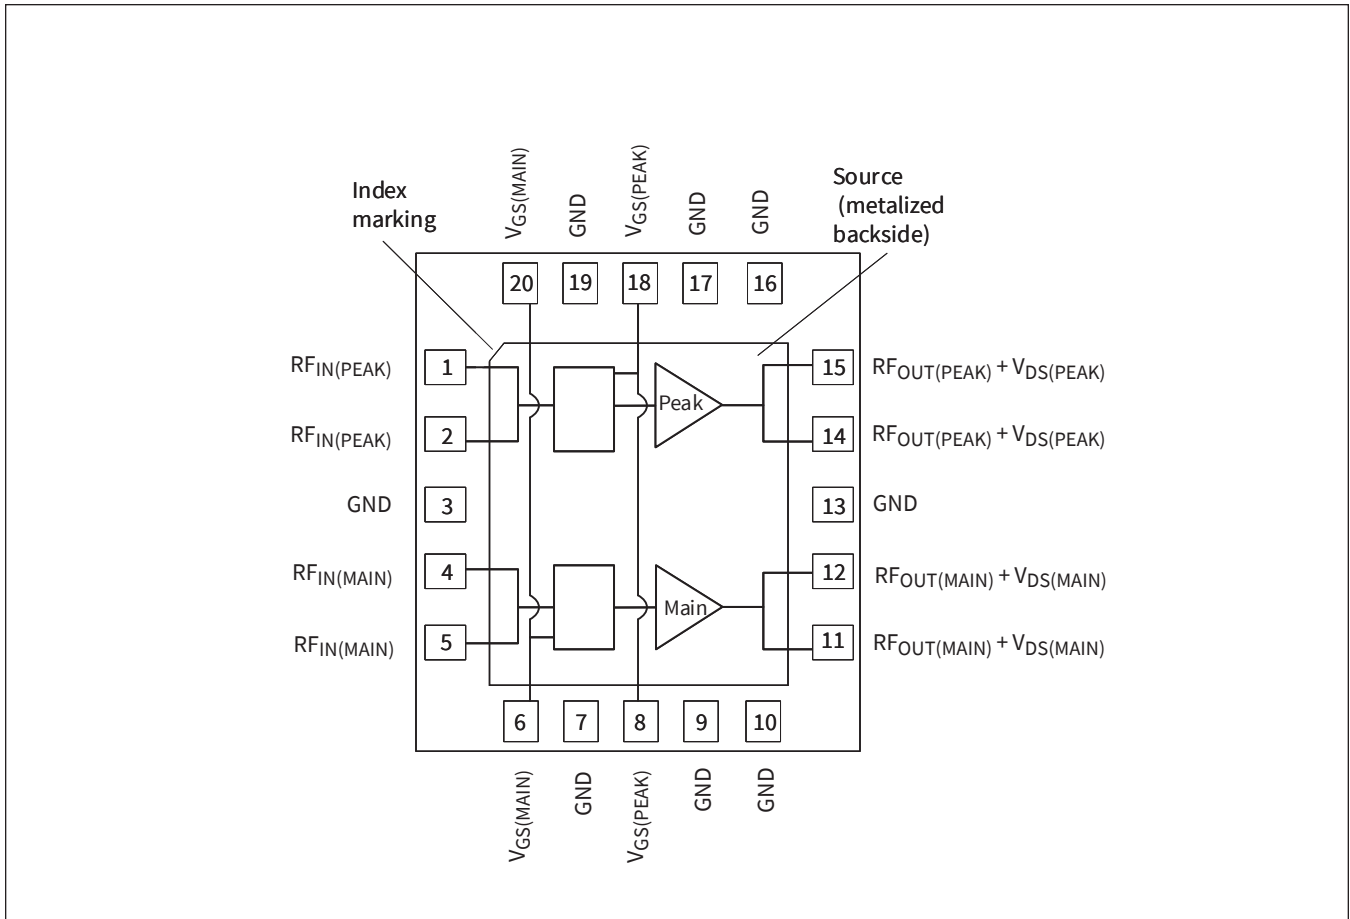 VGS(MAIN)
GND
VGS(PEAK)
GND
GND
Index
marking
Source
(metalized
backside)
20 19 18 17 16
RFIN(PEAK) 1 15 RFOUT(PEAK) + VDS(PEAK)
Peak
RFIN(PEAK) 2 14 RFOUT(PEAK) + VDS(PEAK)
GND 3 13 GND
RFIN(MAIN) 4 12 RFOUT(MAIN) + VDS(MAIN)
Main
RFIN(MAIN) 5 11 RFOUT(MAIN) + VDS(MAIN)
6 7 8 9 10
VGS(MAIN)
GND
VGS(PEAK)
GND
GND